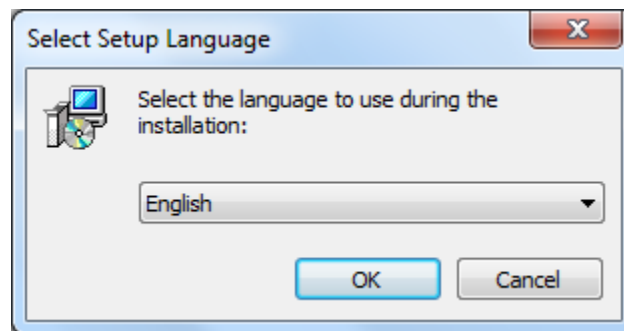 Select Setup Language
Select the language to use during the
installation:
English
OK
Cancel